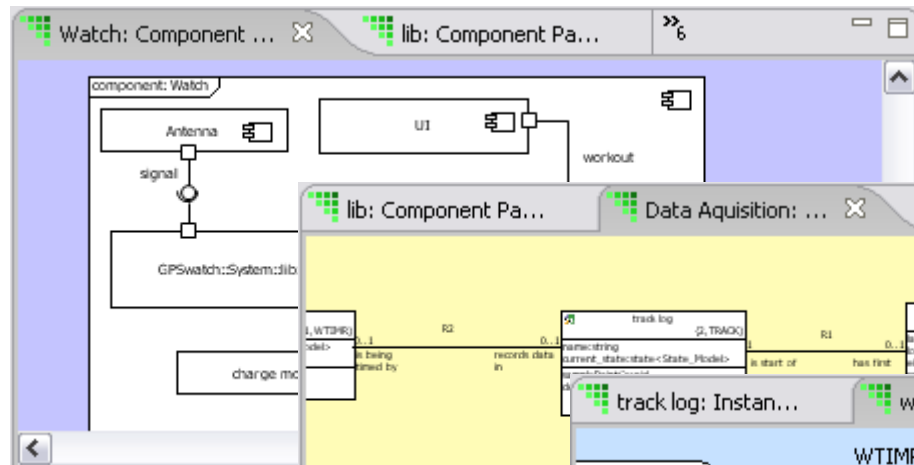 Watch: Component ...
lib: Component Pa...
»6
component: Watch
Antenna
UI
workout
signal
GPSwatch::System::lib
charge mo
lib: Component Pa...
Data Aquisition: ...
, WTIMR)
R2
track log
{2, TRACK}
R1
0..1
is being
timed by
0..1
records data
in
name:string
current_state:state<State_Model>
1
is start of
0..1
has first
track log: Instan...
w
WTIMR